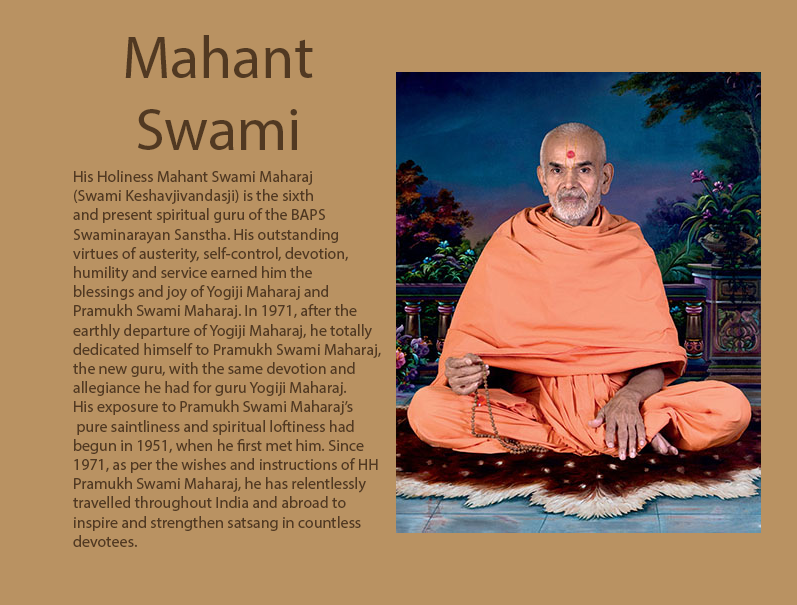 Mahant
Swami
His Holiness Mahant Swami Maharaj
(Swami Keshavjivandasji) is the sixth
and present spiritual guru of the BAPS
Swaminarayan Sanstha. His outstanding
virtues of austerity, self-control, devotion,
humility and service earned him the
blessings and joy of Yogiji Maharaj and
Pramukh Swami Maharaj. In 1971, after the
earthly departure of Yogiji Maharaj, he totally
dedicated himself to Pramukh Swami Maharaj,
the new guru, with the same devotion and
allegiance he had for guru Yogiji Maharaj.
His exposure to Pramukh Swami Maharaj’s
pure saintliness and spiritual loftiness had
begun in 1951, when he first met him. Since
1971, as per the wishes and instructions of HH
Pramukh Swami Maharaj, he has relentlessly
travelled throughout India and abroad to
inspire and strengthen satsang in countless
devotees.